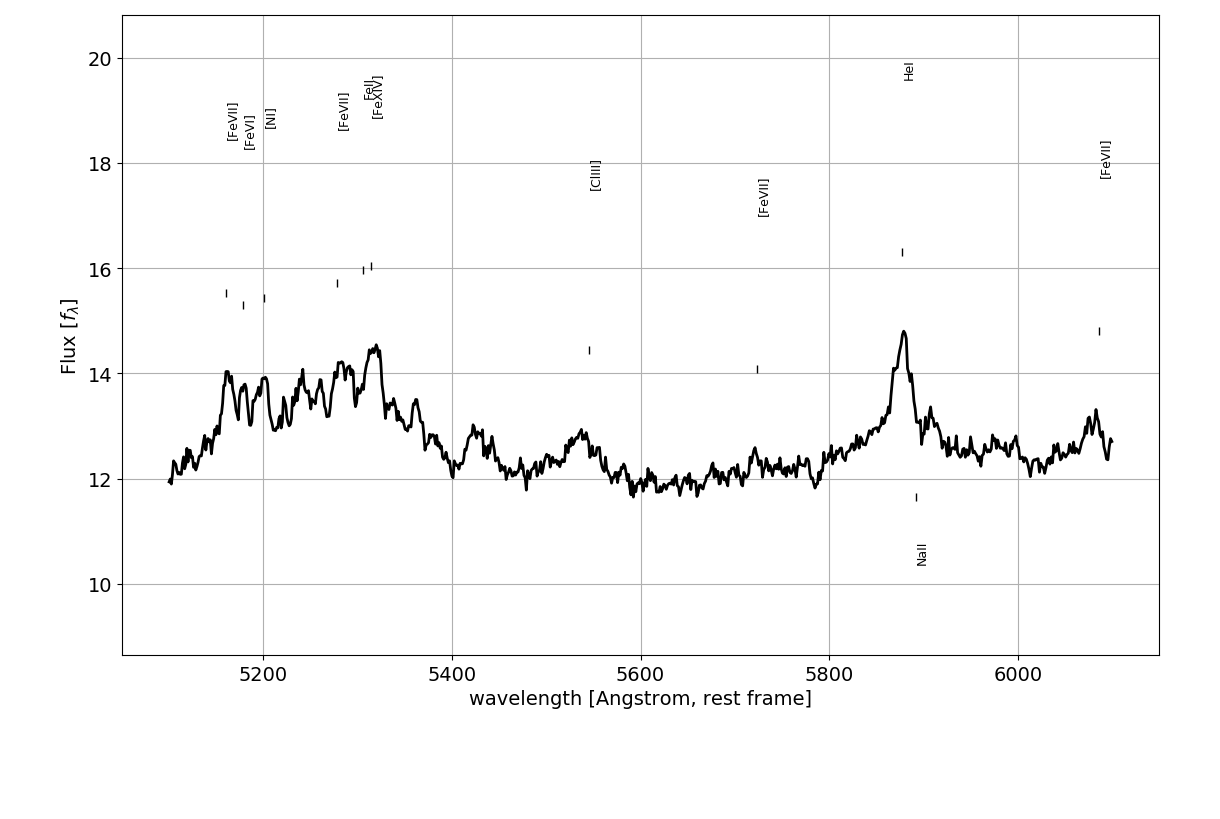 20
18
16
14
12
10
Flux [fλ]
[FeVII]
[FeVI]
[NI]
[FeVII]
FeII
[FeXIV]
[ClIII]
[FeVII]
HeI
NaII
[FeVII]
5200 5400 5600 5800 6000
wavelength [Angstrom, rest frame]